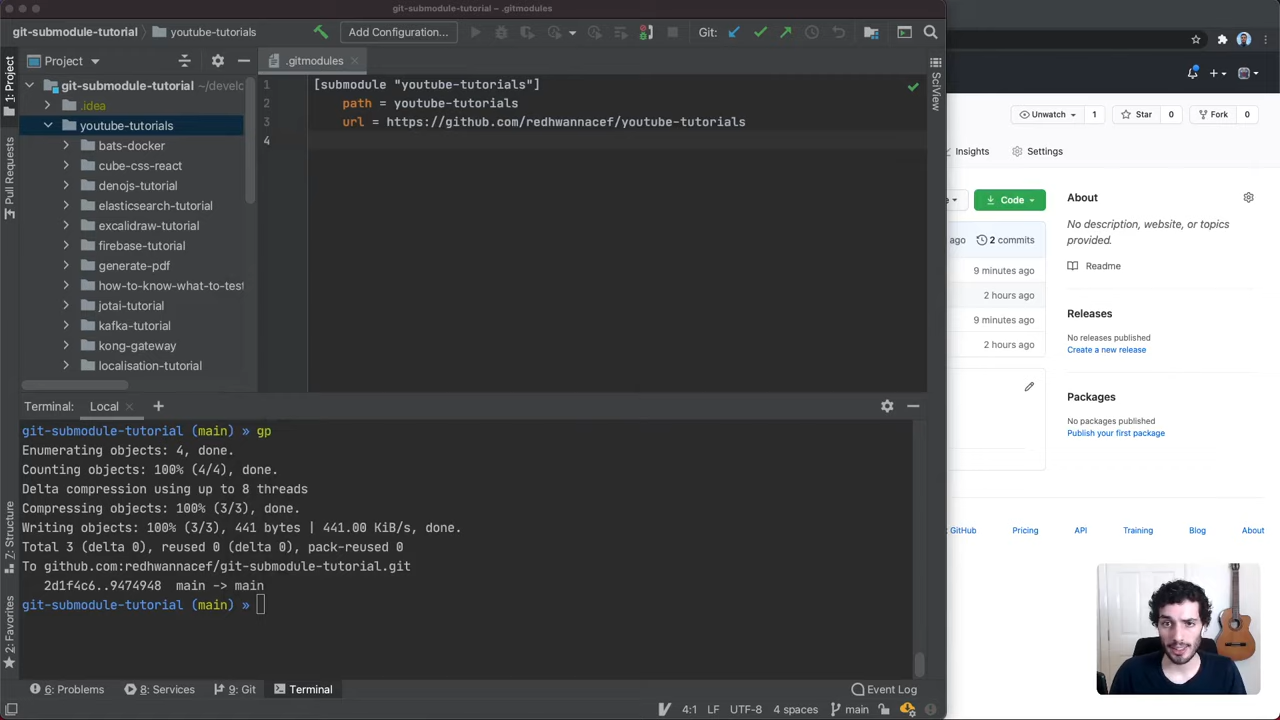 git-submodule-tutorial – .gitmodules
git-submodule-tutorial
youtube-tutorials
Add Configuration...
Git:
1: Project
Pull Requests
Z: Structure
2: Favorites
Project
git-submodule-tutorial ~/develo
.idea
youtube-tutorials
bats-docker
cube-css-react
denojs-tutorial
elasticsearch-tutorial
excalidraw-tutorial
firebase-tutorial
generate-pdf
how-to-know-what-to-test
jotai-tutorial
kafka-tutorial
kong-gateway
localisation-tutorial
.gitmodules
1 [submodule "youtube-tutorials"]
2 path = youtube-tutorials
3 url = https://github.com/redhwannacef/youtube-tutorials
4
SciView
Terminal: Local
git-submodule-tutorial (main) » gp
Enumerating objects: 4, done.
Counting objects: 100% (4/4), done.
Delta compression using up to 8 threads
Compressing objects: 100% (3/3), done.
Writing objects: 100% (3/3), 441 bytes | 441.00 KiB/s, done.
Total 3 (delta 0), reused 0 (delta 0), pack-reused 0
To github.com:redhwannacef/git-submodule-tutorial.git
2d1f4c6..9474948 main -> main
git-submodule-tutorial (main) »
6: Problems
8: Services
9: Git
Terminal
Event Log
4:1 LF UTF-8 4 spaces main
Unwatch 1
Star 0
Fork 0
Insights
Settings
e
Code
ago
2 commits
9 minutes ago
2 hours ago
9 minutes ago
2 hours ago
About
No description, website, or topics
provided.
Readme
Releases
No releases published
Create a new release
Packages
No packages published
Publish your first package
GitHub
Pricing
API
Training
Blog
About